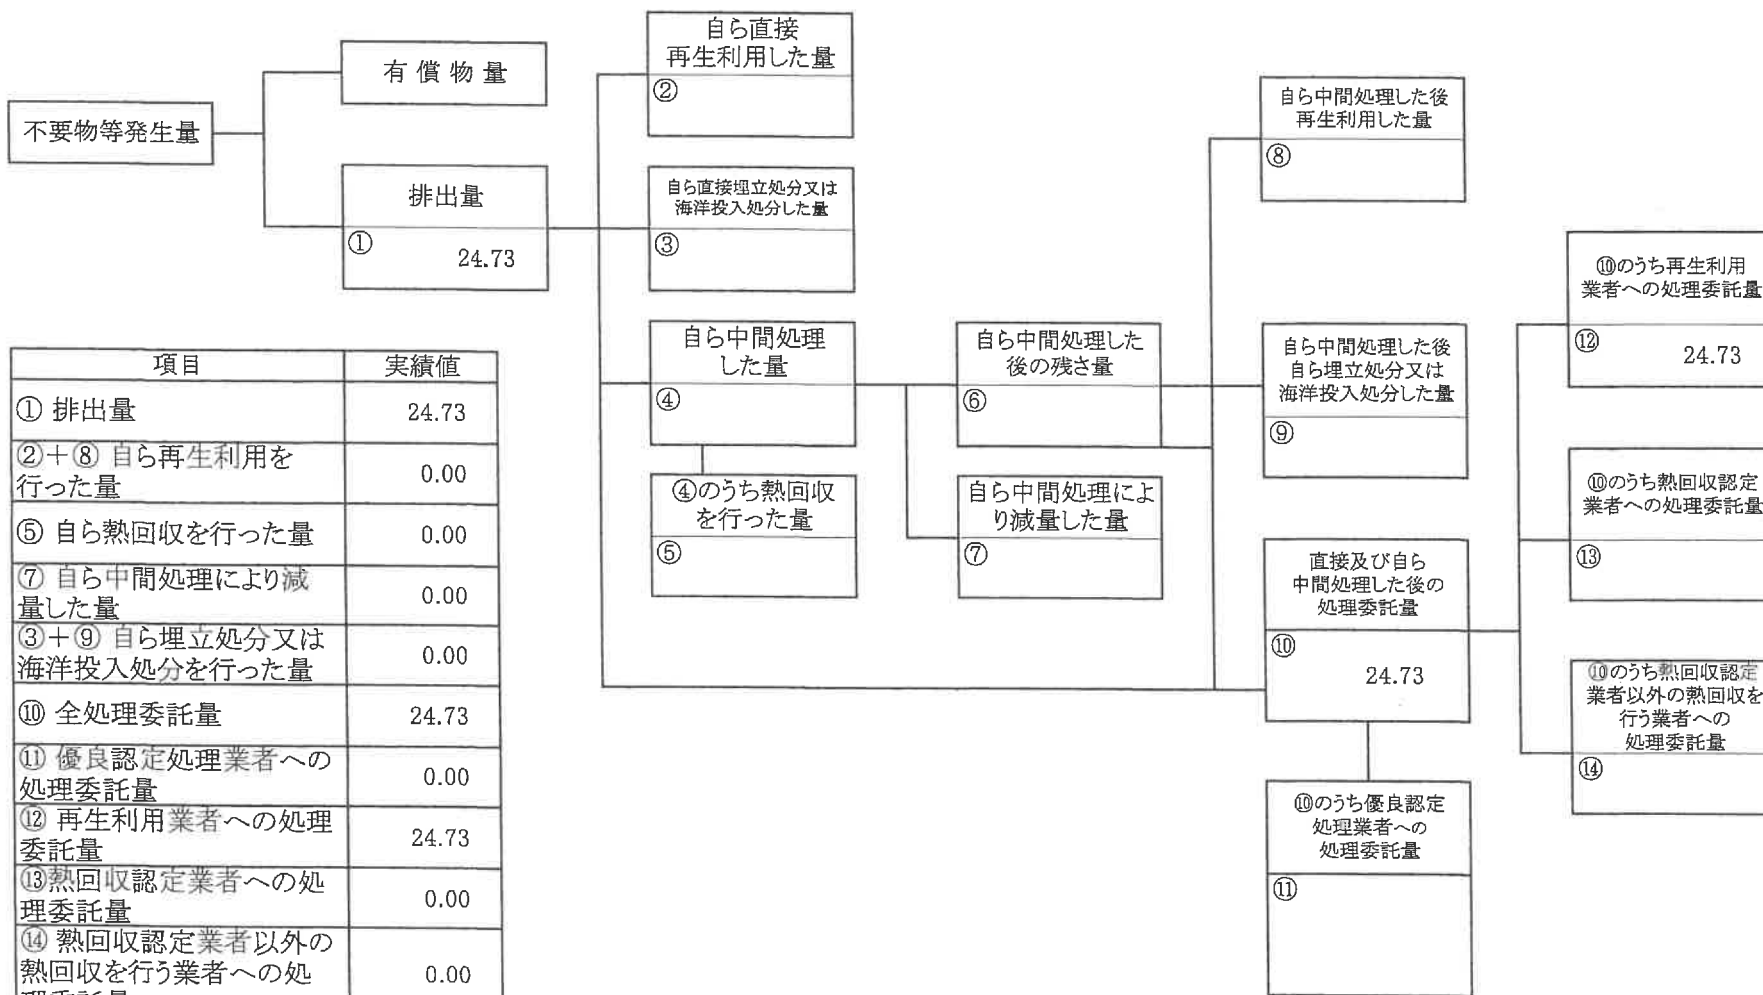 不要物等発生量
有償物量
排出量
①
24.73
自ら直接
再生利用した量
②
自ら直接埋立処分又は
海洋投入処分した量
③
自ら中間処理
した量
④
④のうち熱回収
を行った量
⑤
自ら中間処理した
後の残さ量
⑥
自ら中間処理によ
り減量した量
⑦
自ら中間処理した後
再生利用した量
⑧
自ら中間処理した後
自ら埋立処分又は
海洋投入処分した量
⑨
直接及び自ら
中間処理した後の
処理委託量
⑩
24.73
⑩のうち優良認定
処理業者への
処理委託量
⑪
⑩のうち再生利用
業者への処理委託量
⑫
24.73
⑩のうち熱回収認定
業者への処理委託量
⑬
⑩のうち熱回収認定
業者以外の熱回収を
行う業者への
処理委託量
⑭
項目 実績値
① 排出量 24.73
②＋⑧ 自ら再生利用を
行った量 0.00
⑤ 自ら熱回収を行った量 0.00
⑦ 自ら中間処理により減
量した量 0.00
③＋⑨ 自ら埋立処分又は
海洋投入処分を行った量 0.00
⑩ 全処理委託量 24.73
⑪ 優良認定処理業者への
処理委託量 0.00
⑫ 再生利用業者への処理
委託量 24.73
⑬熱回収認定業者への処
理委託量 0.00
⑭ 熱回収認定業者以外の
熱回収を行う業者への処 0.00